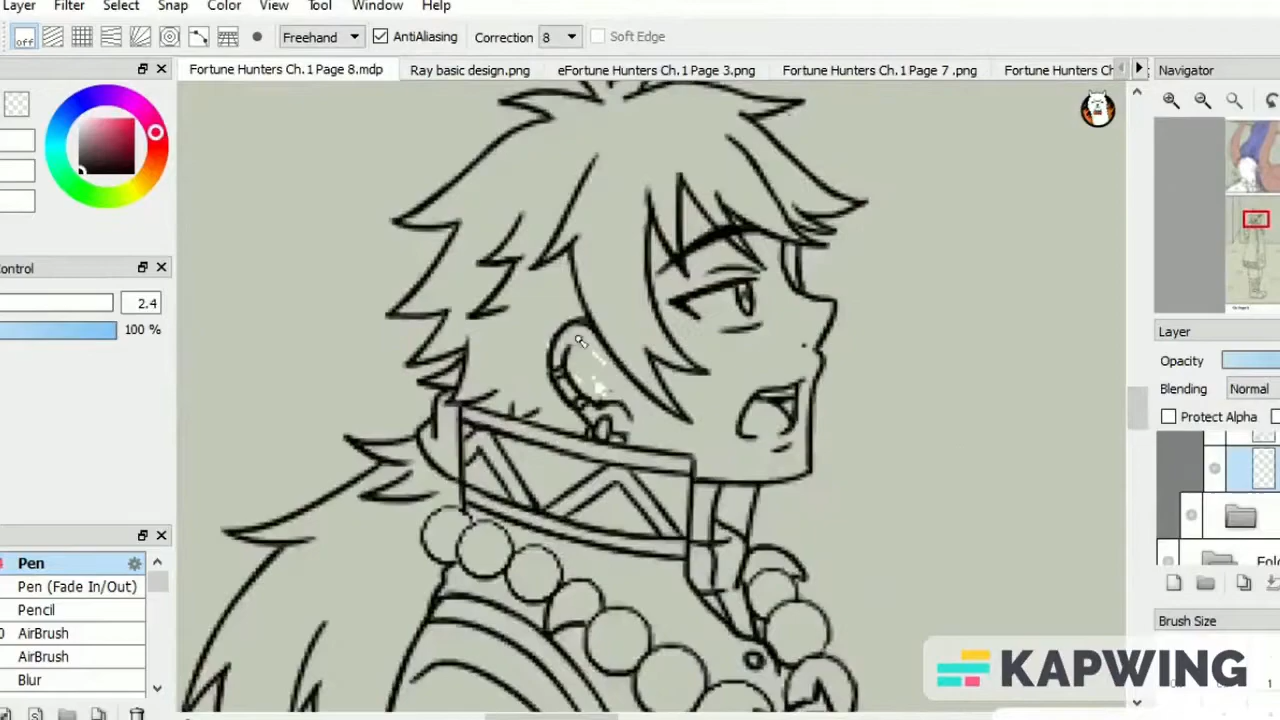 Layer Filter Select Snap Color View Tool Window Help
off Freehand AntiAliasing Correction 8 Soft Edge
Fortune Hunters Ch.1 Page 8.mdp Ray basic design.png eFortune Hunters Ch.1 Page 3.png Fortune Hunters Ch.1 Page 7 .png Fortune Hunters Ch
Navigator
Control
2.4
100 %
Layer
Opacity
Blending Normal
Protect Alpha
Pen
Pen (Fade In/Out)
Pencil
AirBrush
AirBrush
Blur
Brush Size
KAPWING